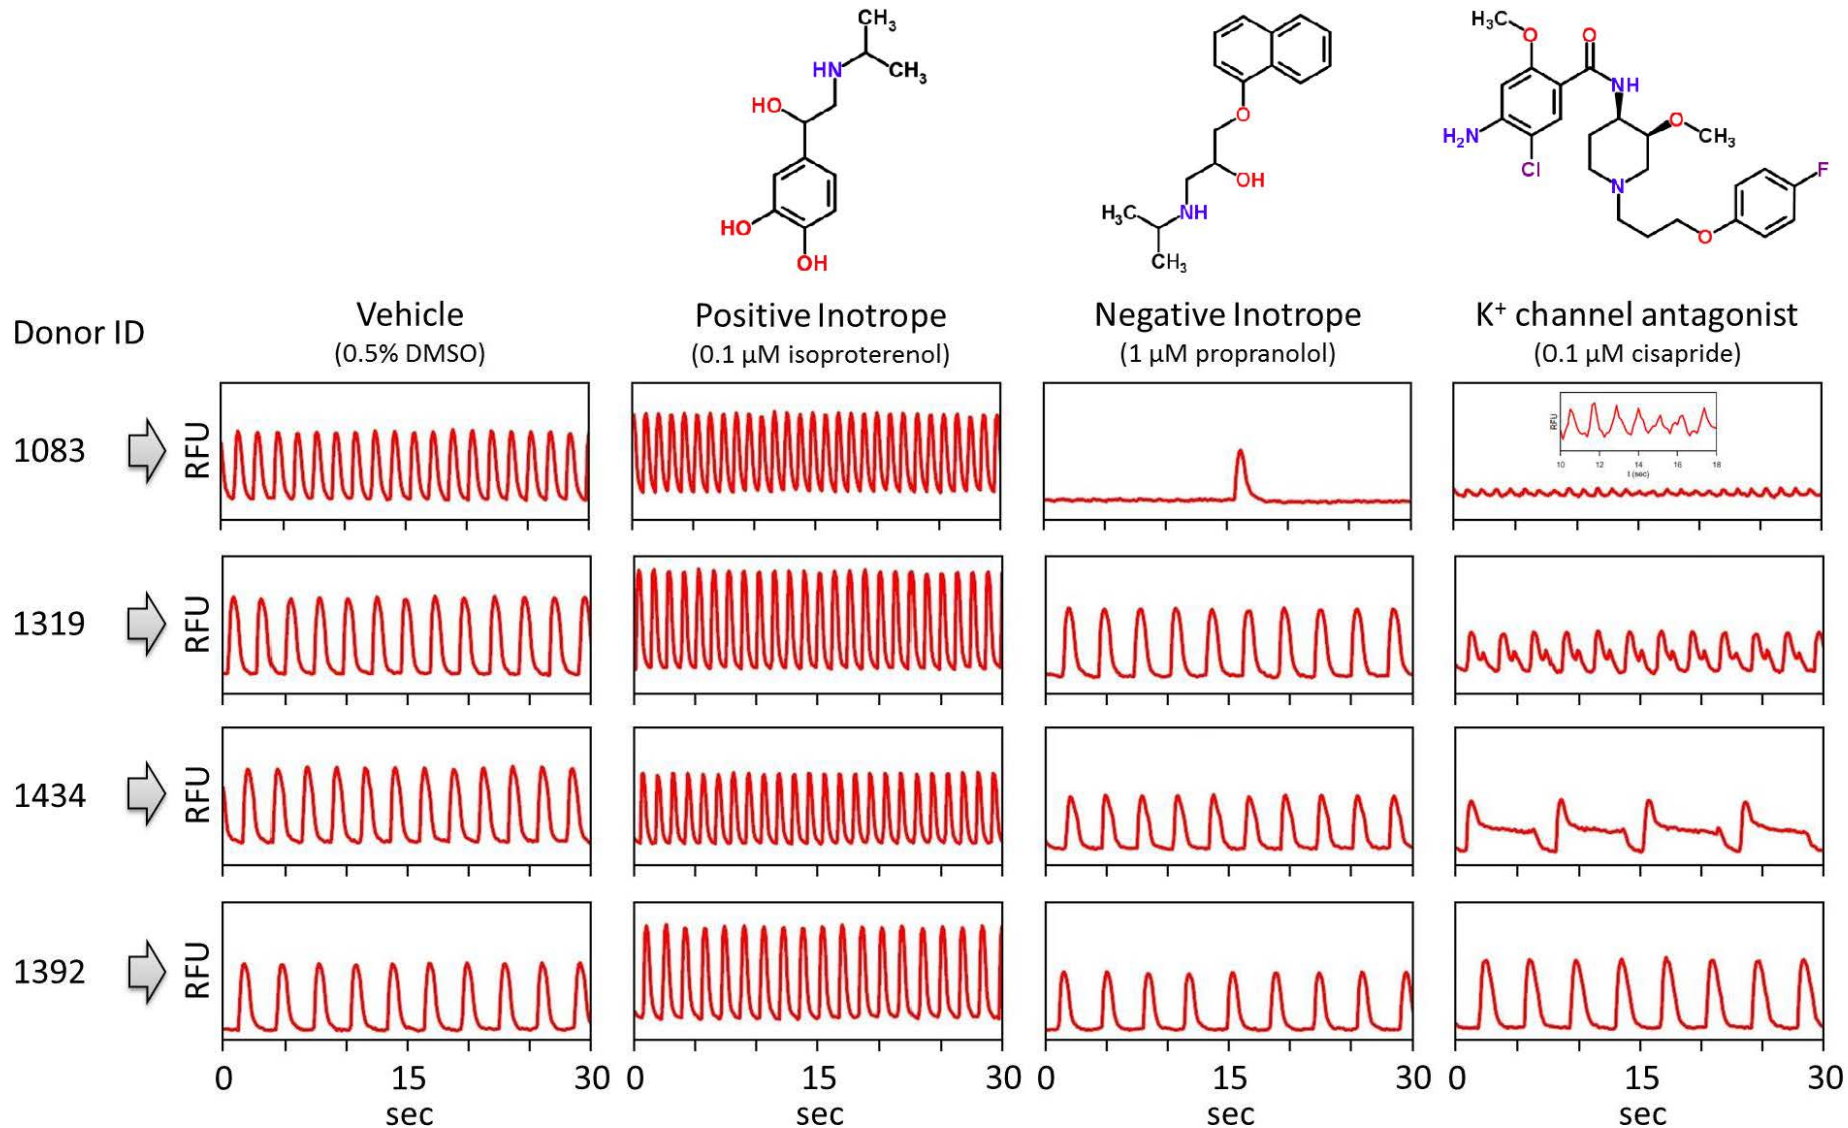 CH₃
HN
CH₃
HO
HO
OH
O
OH
NH
H₃C
CH₃
H₃C
O
O
NH
H₂N
Cl
O
CH₃
N
F
O
Donor ID
Vehicle
(0.5% DMSO)
Positive Inotrope
(0.1 µM isoproterenol)
Negative Inotrope
(1 µM propranolol)
K⁺ channel antagonist
(0.1 µM cisapride)
1083
RFU
RFU
10 12 14 16 18
t (sec)
1319
RFU
1434
RFU
1392
RFU
0 15 30 0 15 30 0 15 30 0 15 30
sec sec sec sec